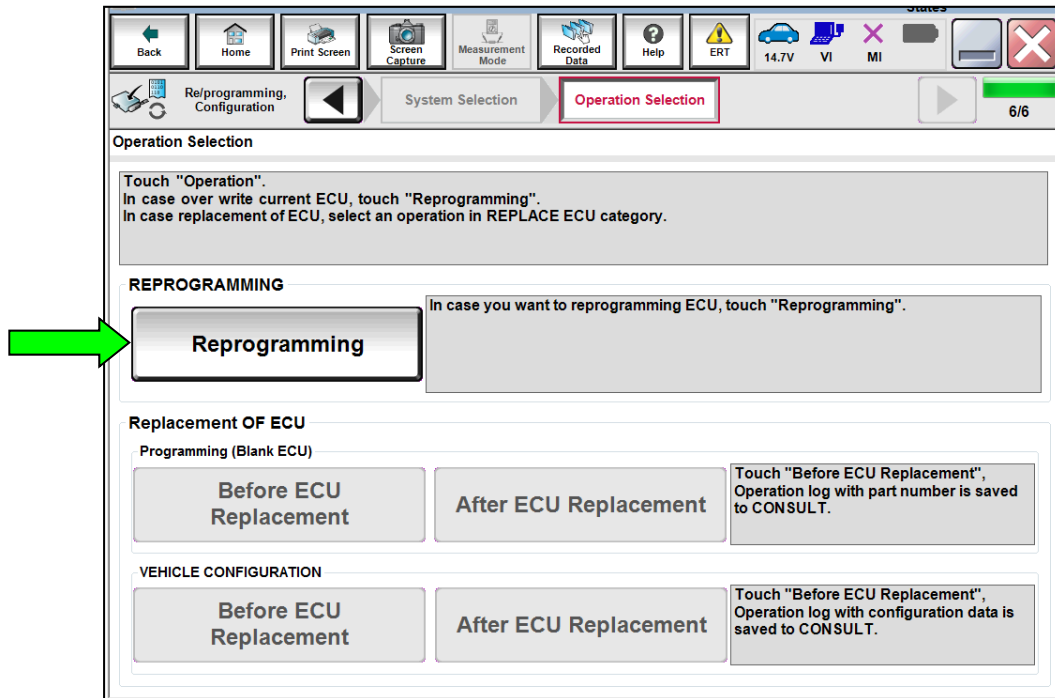 States
Back
Home
Print Screen
Screen
Capture
Measurement
Mode
Recorded
Data
Help
ERT
14.7V
VI
MI
Re/programming,
Configuration
System Selection
Operation Selection
6/6
Operation Selection
Touch "Operation".
In case over write current ECU, touch "Reprogramming".
In case replacement of ECU, select an operation in REPLACE ECU category.
REPROGRAMMING
Reprogramming
In case you want to reprogramming ECU, touch "Reprogramming".
Replacement OF ECU
Programming (Blank ECU)
Before ECU
Replacement
After ECU Replacement
Touch "Before ECU Replacement",
Operation log with part number is saved
to CONSULT.
VEHICLE CONFIGURATION
Before ECU
Replacement
After ECU Replacement
Touch "Before ECU Replacement",
Operation log with configuration data is
saved to CONSULT.